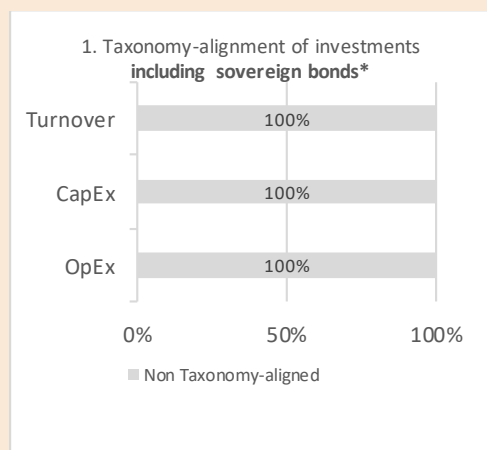 1. Taxonomy-alignment of investments
including sovereign bonds*
Turnover
100%
CapEx
100%
OpEx
100%
0% 50% 100%
Non Taxonomy-aligned